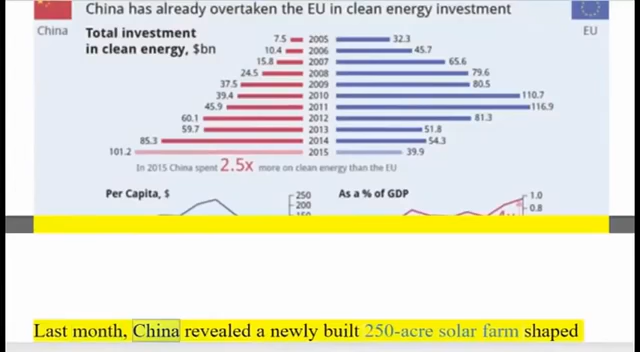 China has already overtaken the EU in clean energy investment
China
EU
Total investment
in clean energy, $bn
7.5 2005 32.3
10.4 2006 45.7
15.8 2007 65.6
24.5 2008 79.6
37.5 2009 80.5
39.4 2010 110.7
45.9 2011 116.9
60.1 2012 81.3
59.7 2013 51.8
85.3 2014 54.3
101.2 2015 39.9
In 2015 China spent 2.5x more on clean energy than the EU
Per Capita, $
250
200
As a % of GDP
1.0
0.8
Last month, China revealed a newly built 250-acre solar farm shaped